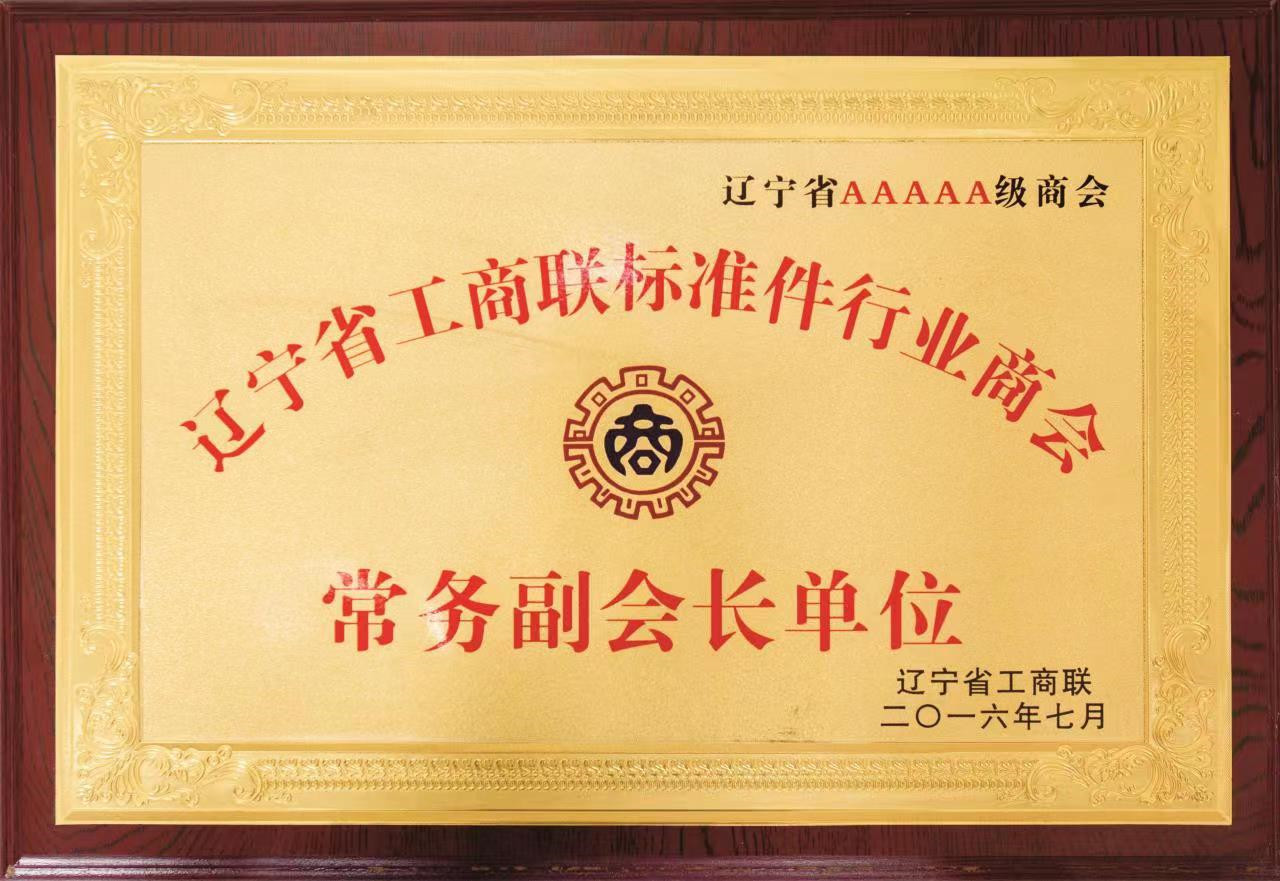 辽宁省AAAAA级商会
辽宁省工商联标准件行业商会
商
常务副会长单位
辽宁省工商联
二〇一六年七月